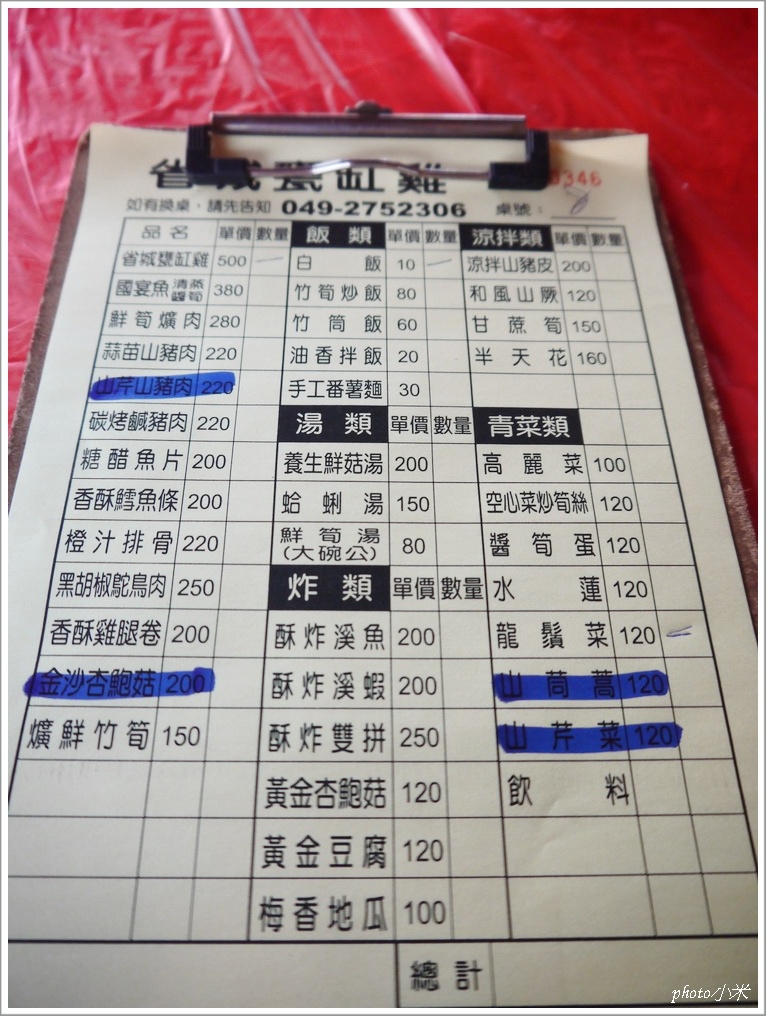 省城甕缸雞
0346
如有換桌，請先告知 049-2752306 桌號：
品名 單價 數量
省城甕缸雞 500 一
國宴魚 清蒸 醬筍 380
鮮筍爌肉 280
蒜苗山豬肉 220
山芹山豬肉 220
碳烤鹹豬肉 220
糖醋魚片 200
香酥鱈魚條 200
橙汁排骨 220
黑胡椒鴕鳥肉 250
香酥雞腿卷 200
金沙杏鮑菇 200
爌鮮竹筍 150
飯類 單價 數量
白飯 10 一
竹筍炒飯 80
竹筒飯 60
油香拌飯 20
手工番薯麵 30
湯類 單價 數量
養生鮮菇湯 200
蛤蜊湯 150
鮮筍湯 (大碗公) 80
炸類 單價 數量
酥炸溪魚 200
酥炸溪蝦 200
酥炸雙拼 250
黃金杏鮑菇 120
黃金豆腐 120
梅香地瓜 100
涼拌類 單價 數量
涼拌山豬皮 200
和風山厥 120
甘蔗筍 150
半天花 160
青菜類
高麗菜 100
空心菜炒筍絲 120
醬筍蛋 120
水蓮 120
龍鬚菜 120 一
山茼蒿 120
山芹菜 120
飲料
總計
photo/小米